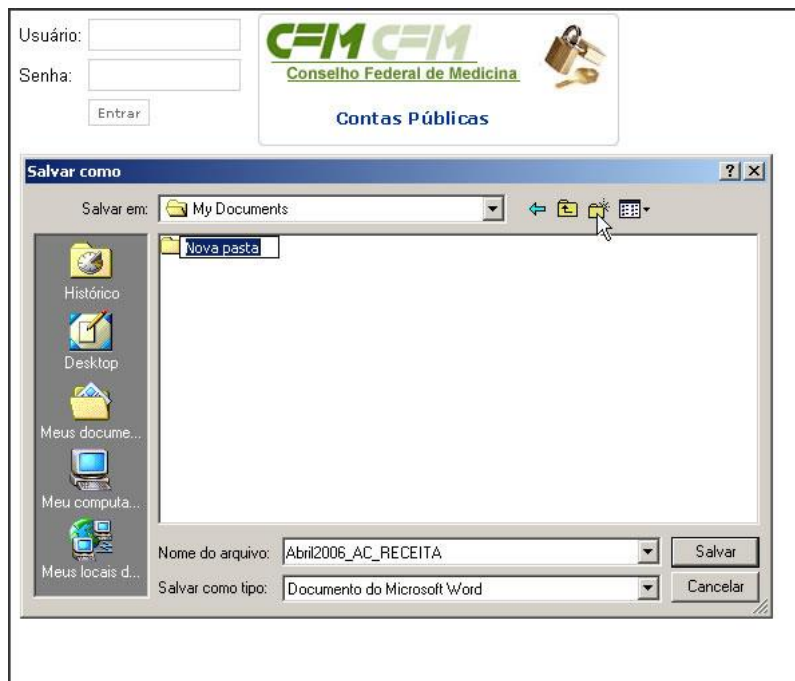 Usuário:
Senha:
Entrar
CFM CFM
Conselho Federal de Medicina
Contas Públicas
Salvar como
Salvar em: My Documents
Nova pasta
Histórico
Desktop
Meus docume...
Meu computa...
Meus locais d...
Nome do arquivo: Abril2006_AC_RECEITA
Salvar
Salvar como tipo: Documento do Microsoft Word
Cancelar